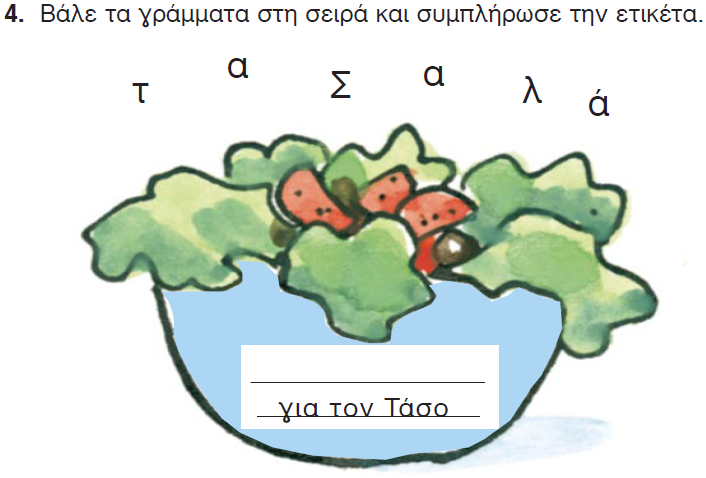 4. Βάλε τα γράμματα στη σειρά και συμπλήρωσε την ετικέτα.
τ α Σ α λ ά
για τον Τάσο